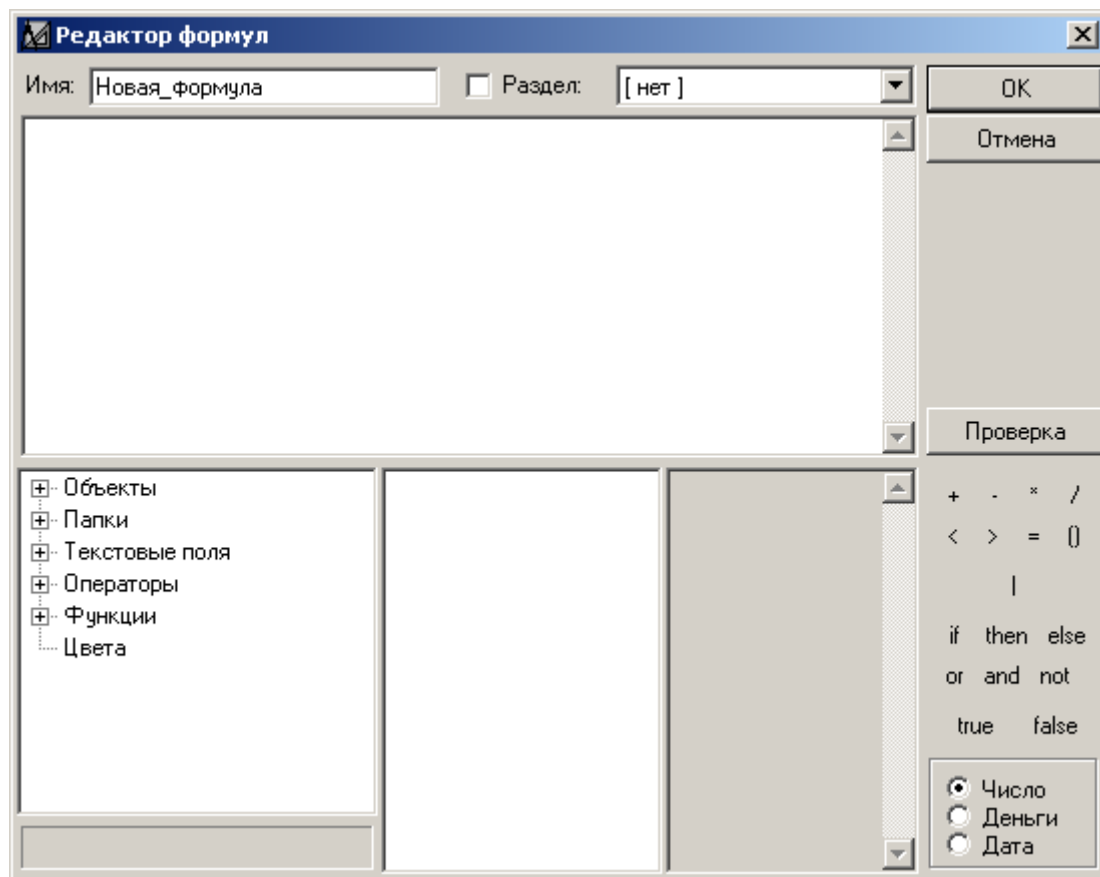 Редактор формул
Имя: Новая_формула Раздел: [ нет ] OK
Отмена
Проверка
Объекты
Папки
Текстовые поля
Операторы
Функции
Цвета
+ - * /
< > = ()
|
if then else
or and not
true false
Число
Деньги
Дата